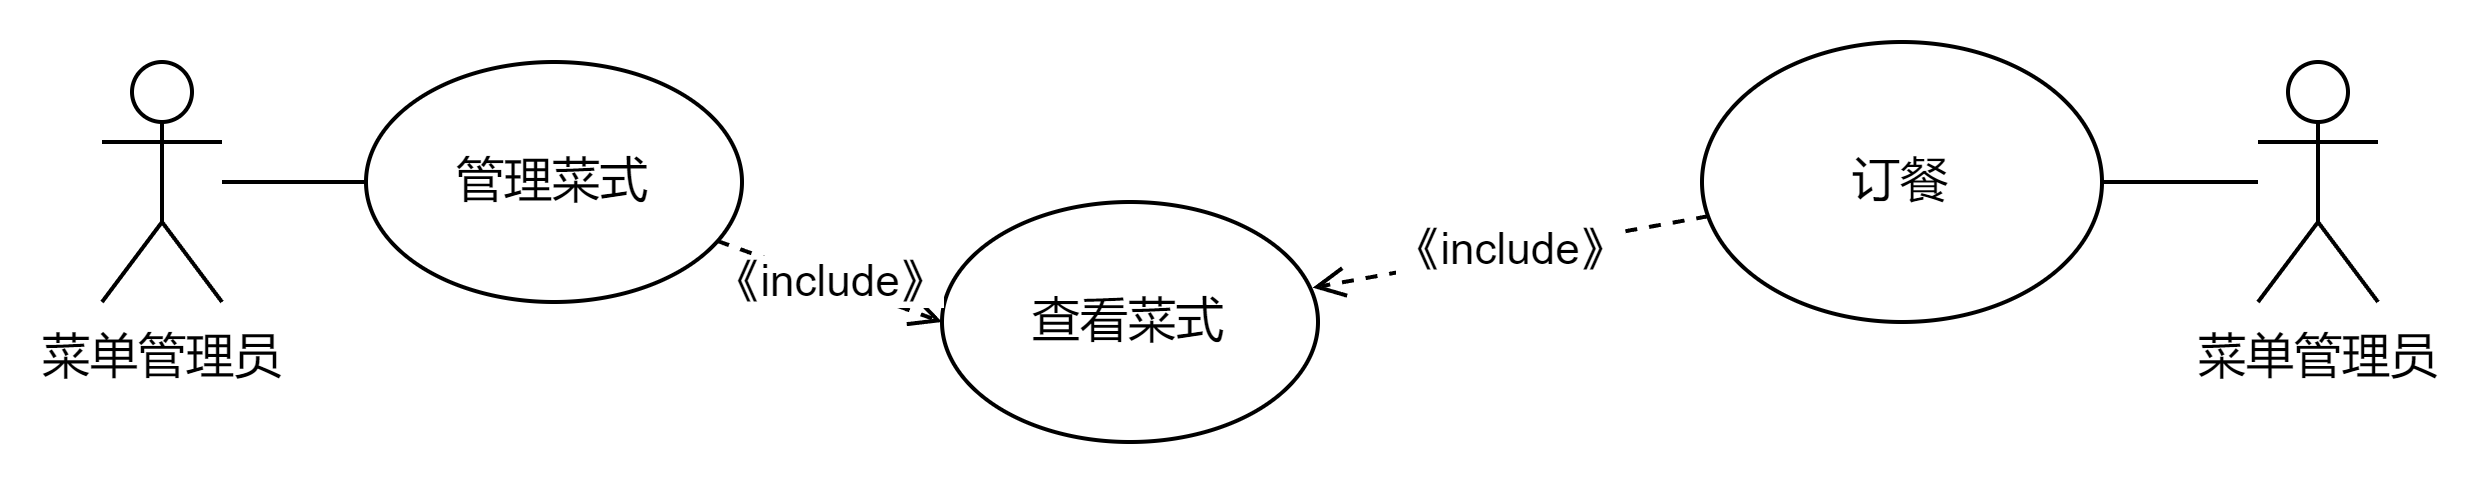 管理菜式
订餐
《include》
《include》
查看菜式
菜单管理员
菜单管理员